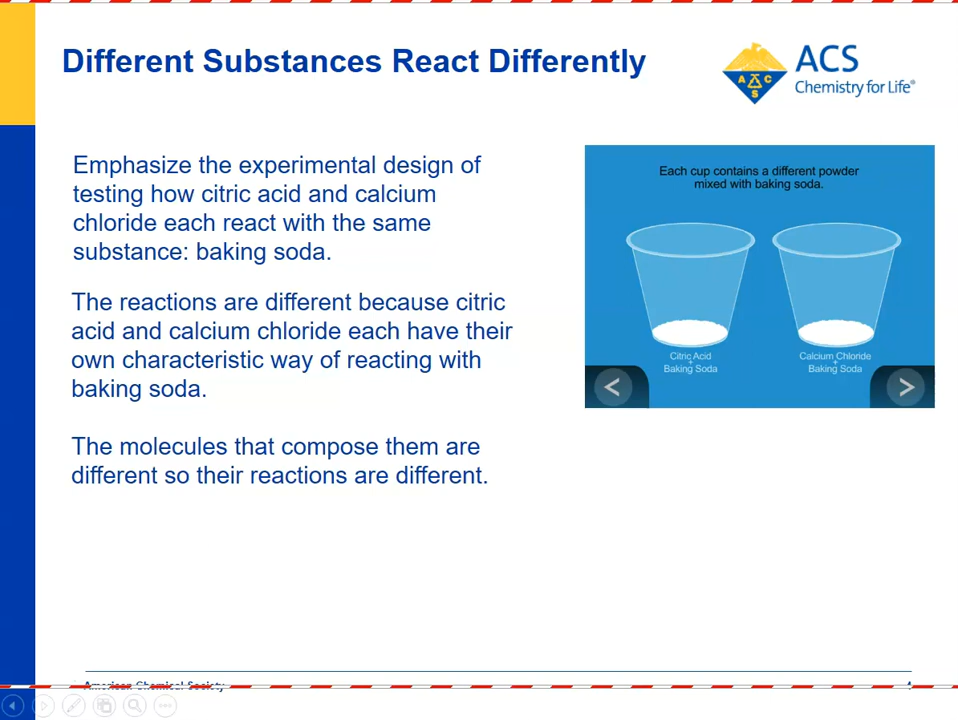 Different Substances React Differently
ACS
Chemistry for Life®
A C C
S
Emphasize the experimental design of
testing how citric acid and calcium
chloride each react with the same
substance: baking soda.
The reactions are different because citric
acid and calcium chloride each have their
own characteristic way of reacting with
baking soda.
The molecules that compose them are
different so their reactions are different.
Each cup contains a different powder
mixed with baking soda.
Citric Acid
+
Baking Soda
Calcium Chloride
+
Baking Soda
<
>
American Chemical Society
4